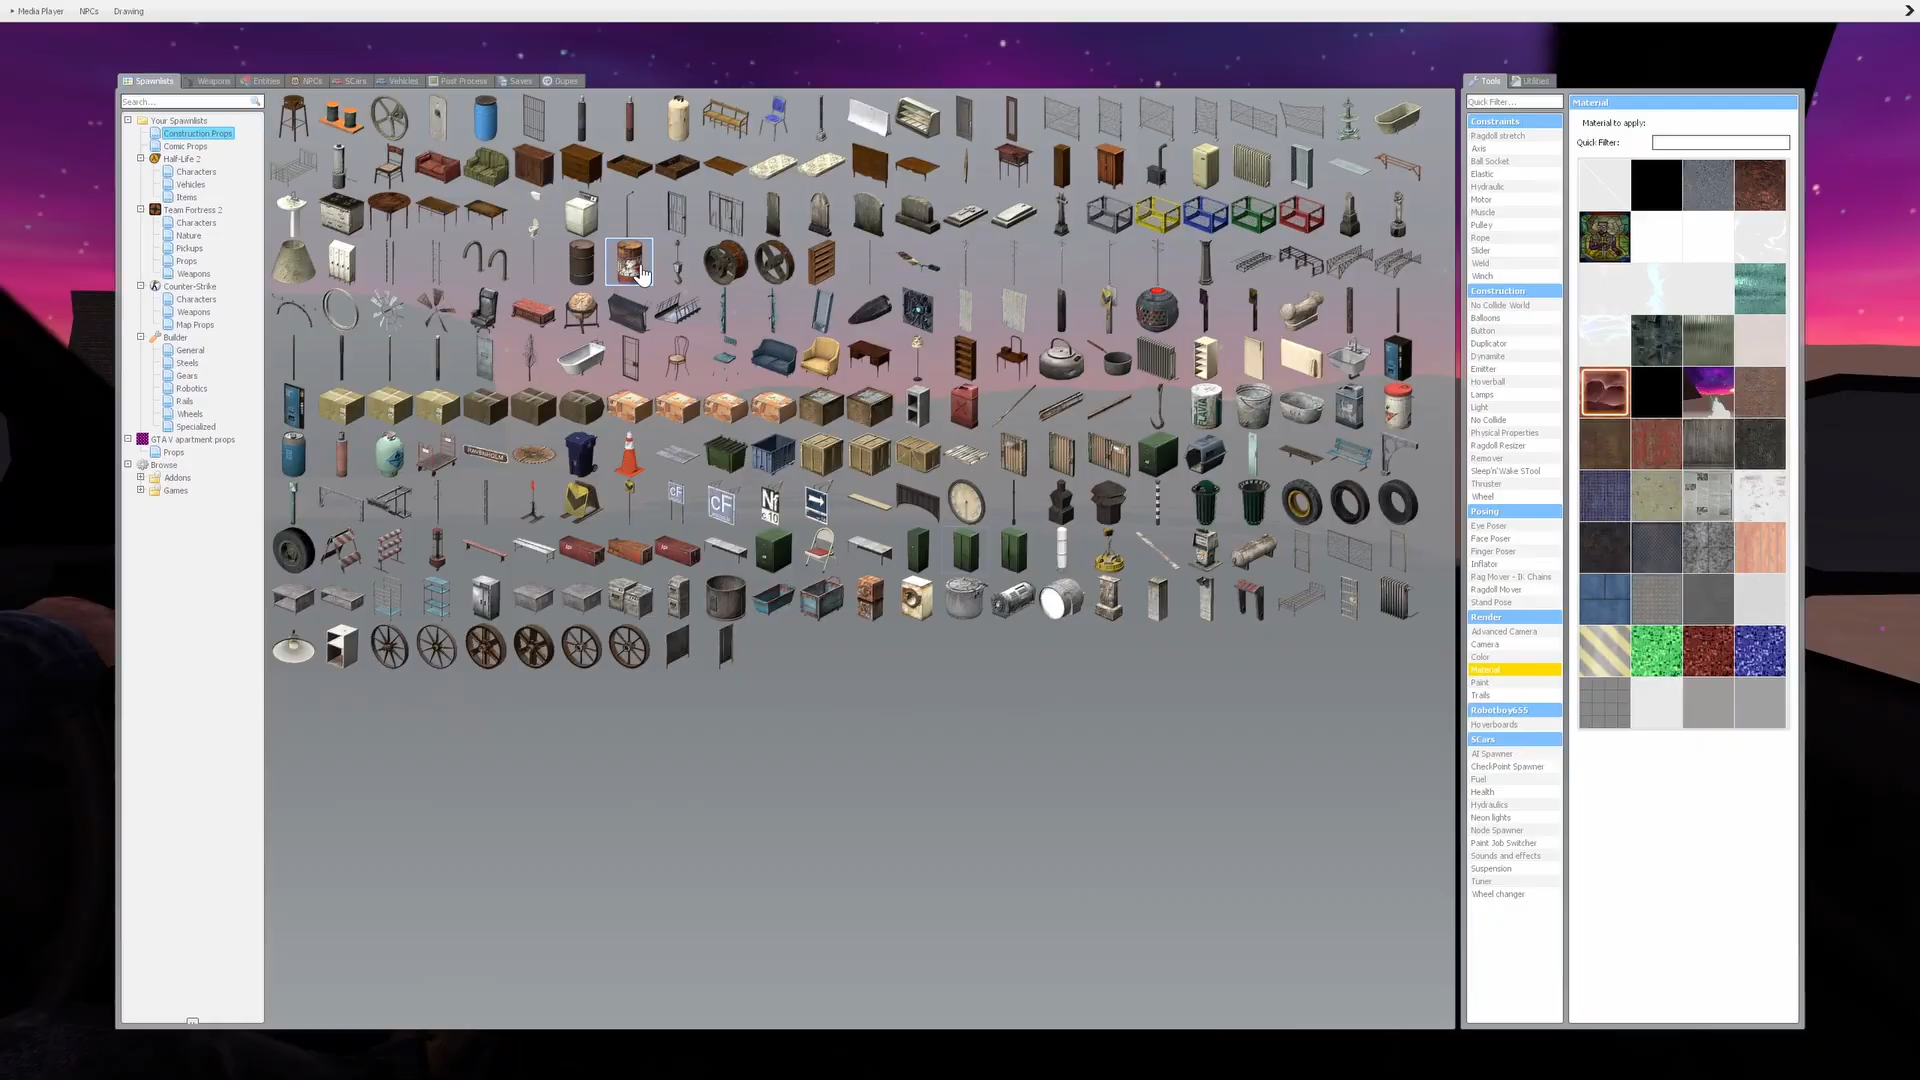 Media Player
NPCs
Drawing
Spawnlists
Weapons
Entities
NPCs
SCars
Vehicles
Post Process
Saves
Dupes
Search...
Your Spawnlists
Construction Props
Comic Props
Half-Life 2
Characters
Vehicles
Items
Team Fortress 2
Characters
Nature
Pickups
Props
Weapons
Counter-Strike
Characters
Weapons
Map Props
Builder
General
Steels
Gears
Robotics
Rails
Wheels
Specialized
GTA V apartment props
Props
Browse
Addons
Games
RAVENHOLM
CF
CF
Tools
Utilities
Quick Filter...
Constraints
Ragdoll stretch
Axis
Ball Socket
Elastic
Hydraulic
Motor
Muscle
Pulley
Rope
Slider
Weld
Winch
Construction
No Collide World
Balloons
Button
Duplicator
Dynamite
Emitter
Hoverball
Lamps
Light
No Collide
Physical Properties
Ragdoll Resizer
Remover
Sleep'n'Wake STool
Thruster
Wheel
Posing
Eye Poser
Face Poser
Finger Poser
Inflator
Rag Mover - IK Chains
Ragdoll Mover
Stand Pose
Render
Advanced Camera
Camera
Color
Material
Paint
Trails
Robotboy655
Hoverboards
SCars
AI Spawner
CheckPoint Spawner
Fuel
Health
Hydraulics
Neon lights
Node Spawner
Paint Job Switcher
Sounds and effects
Suspension
Tuner
Wheel changer
Material
Material to apply:
Quick Filter: